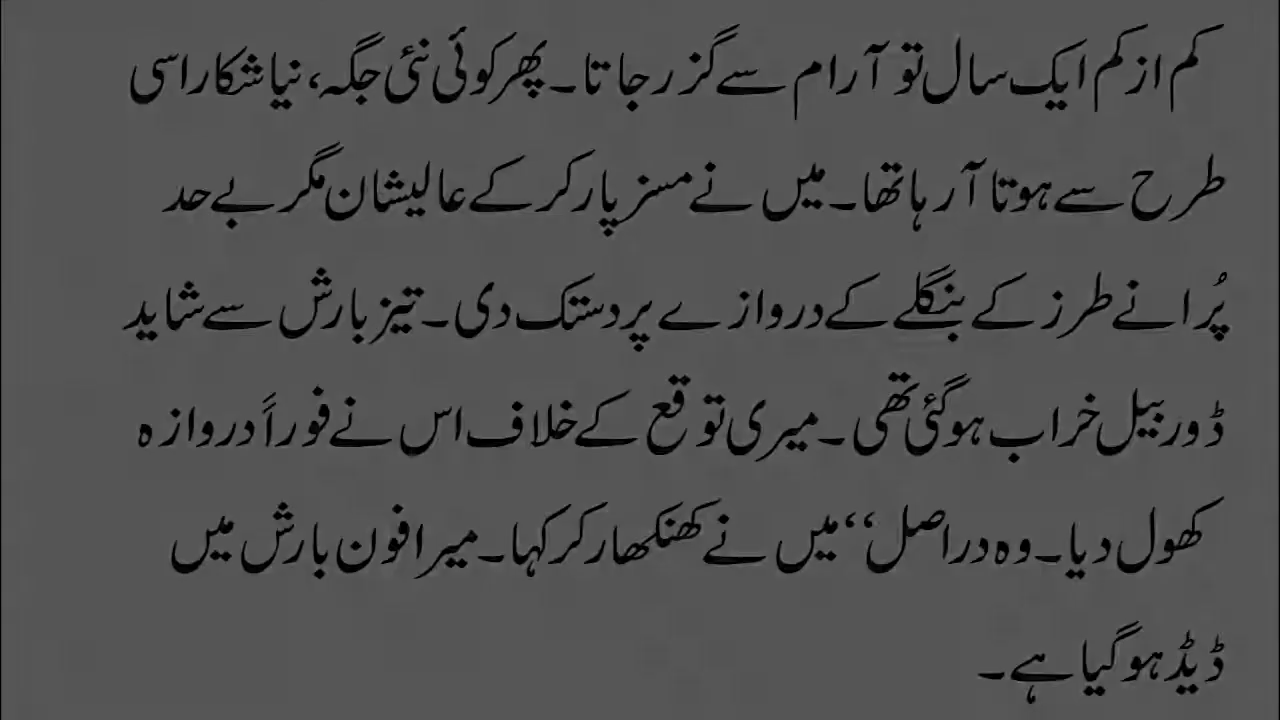 کم از کم ایک سال تو آرام سے گزر جاتا۔ پھر کوئی نئی جگہ، نیا شکار اسی
طرح سے ہوتا آ رہا تھا۔ میں نے مسز پارکر کے عالیشان مگر بے حد
پُرانے طرز کے بنگلے کے دروازے پر دستک دی۔ تیز بارش سے شاید
ڈور بیل خراب ہو گئی تھی۔ میری توقع کے خلاف اس نے فوراً دروازہ
کھول دیا۔ وہ دراصل‘‘ میں نے کھنکھار کر کہا۔ میرا فون بارش میں
ڈیڈ ہو گیا ہے۔